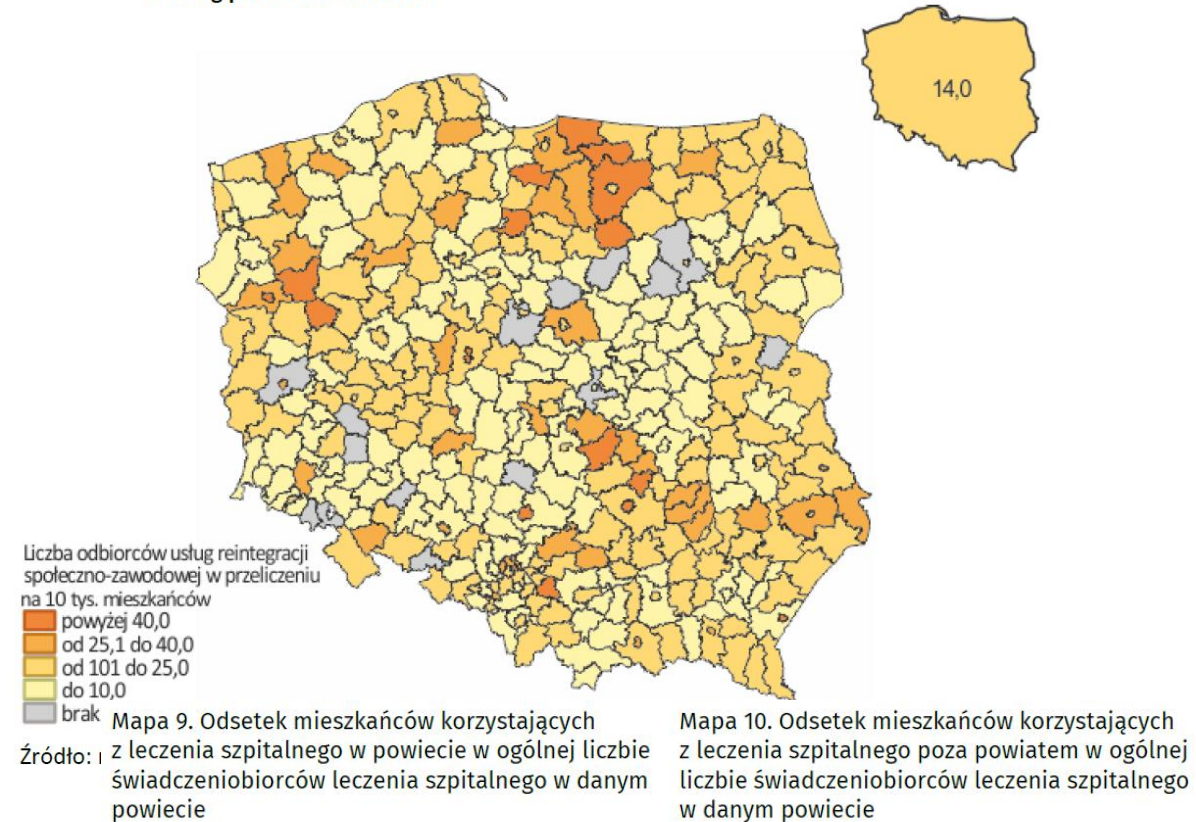 14,0
Liczba odbiorców usług reintegracji
społeczno-zawodowej w przeliczeniu
na 10 tys. mieszkańców
powyżej 40,0
od 25,1 do 40,0
od 101 do 25,0
do 10,0
brak
Źródło:
Mapa 9. Odsetek mieszkańców korzystających
z leczenia szpitalnego w powiecie w ogólnej liczbie
świadczeniobiorców leczenia szpitalnego w danym
powiecie
Mapa 10. Odsetek mieszkańców korzystających
z leczenia szpitalnego poza powiatem w ogólnej
liczbie świadczeniobiorców leczenia szpitalnego
w danym powiecie